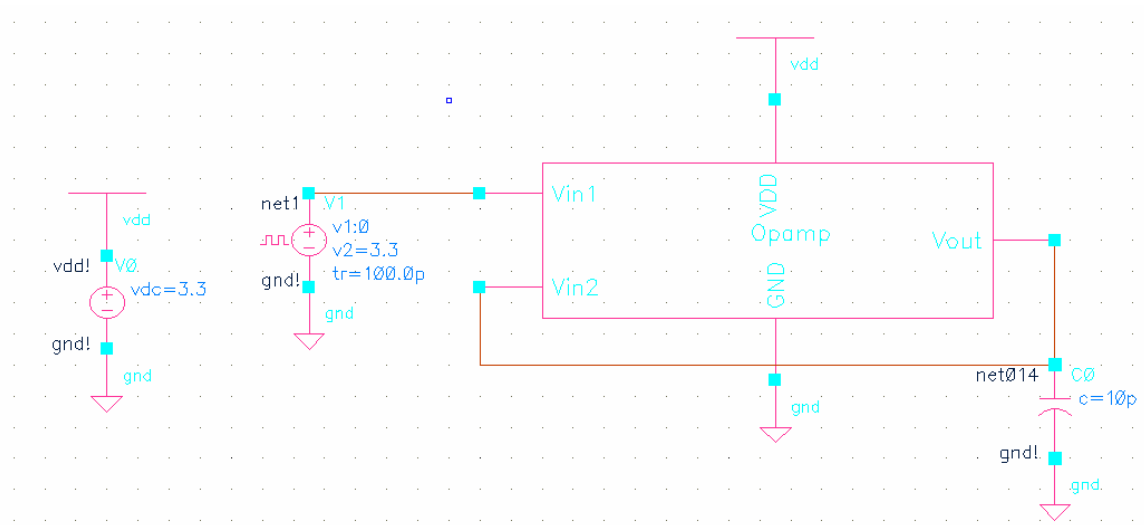 vdd
vdd
vdd!
V0
vdc=3.3
gnd!
gnd
net1
V1
v1:0
v2=3.3
tr=100.0p
gnd!
gnd
Vin1
Vin2
VDD
Opamp
GND
Vout
gnd
net014
C0
c=10p
gnd!
gnd